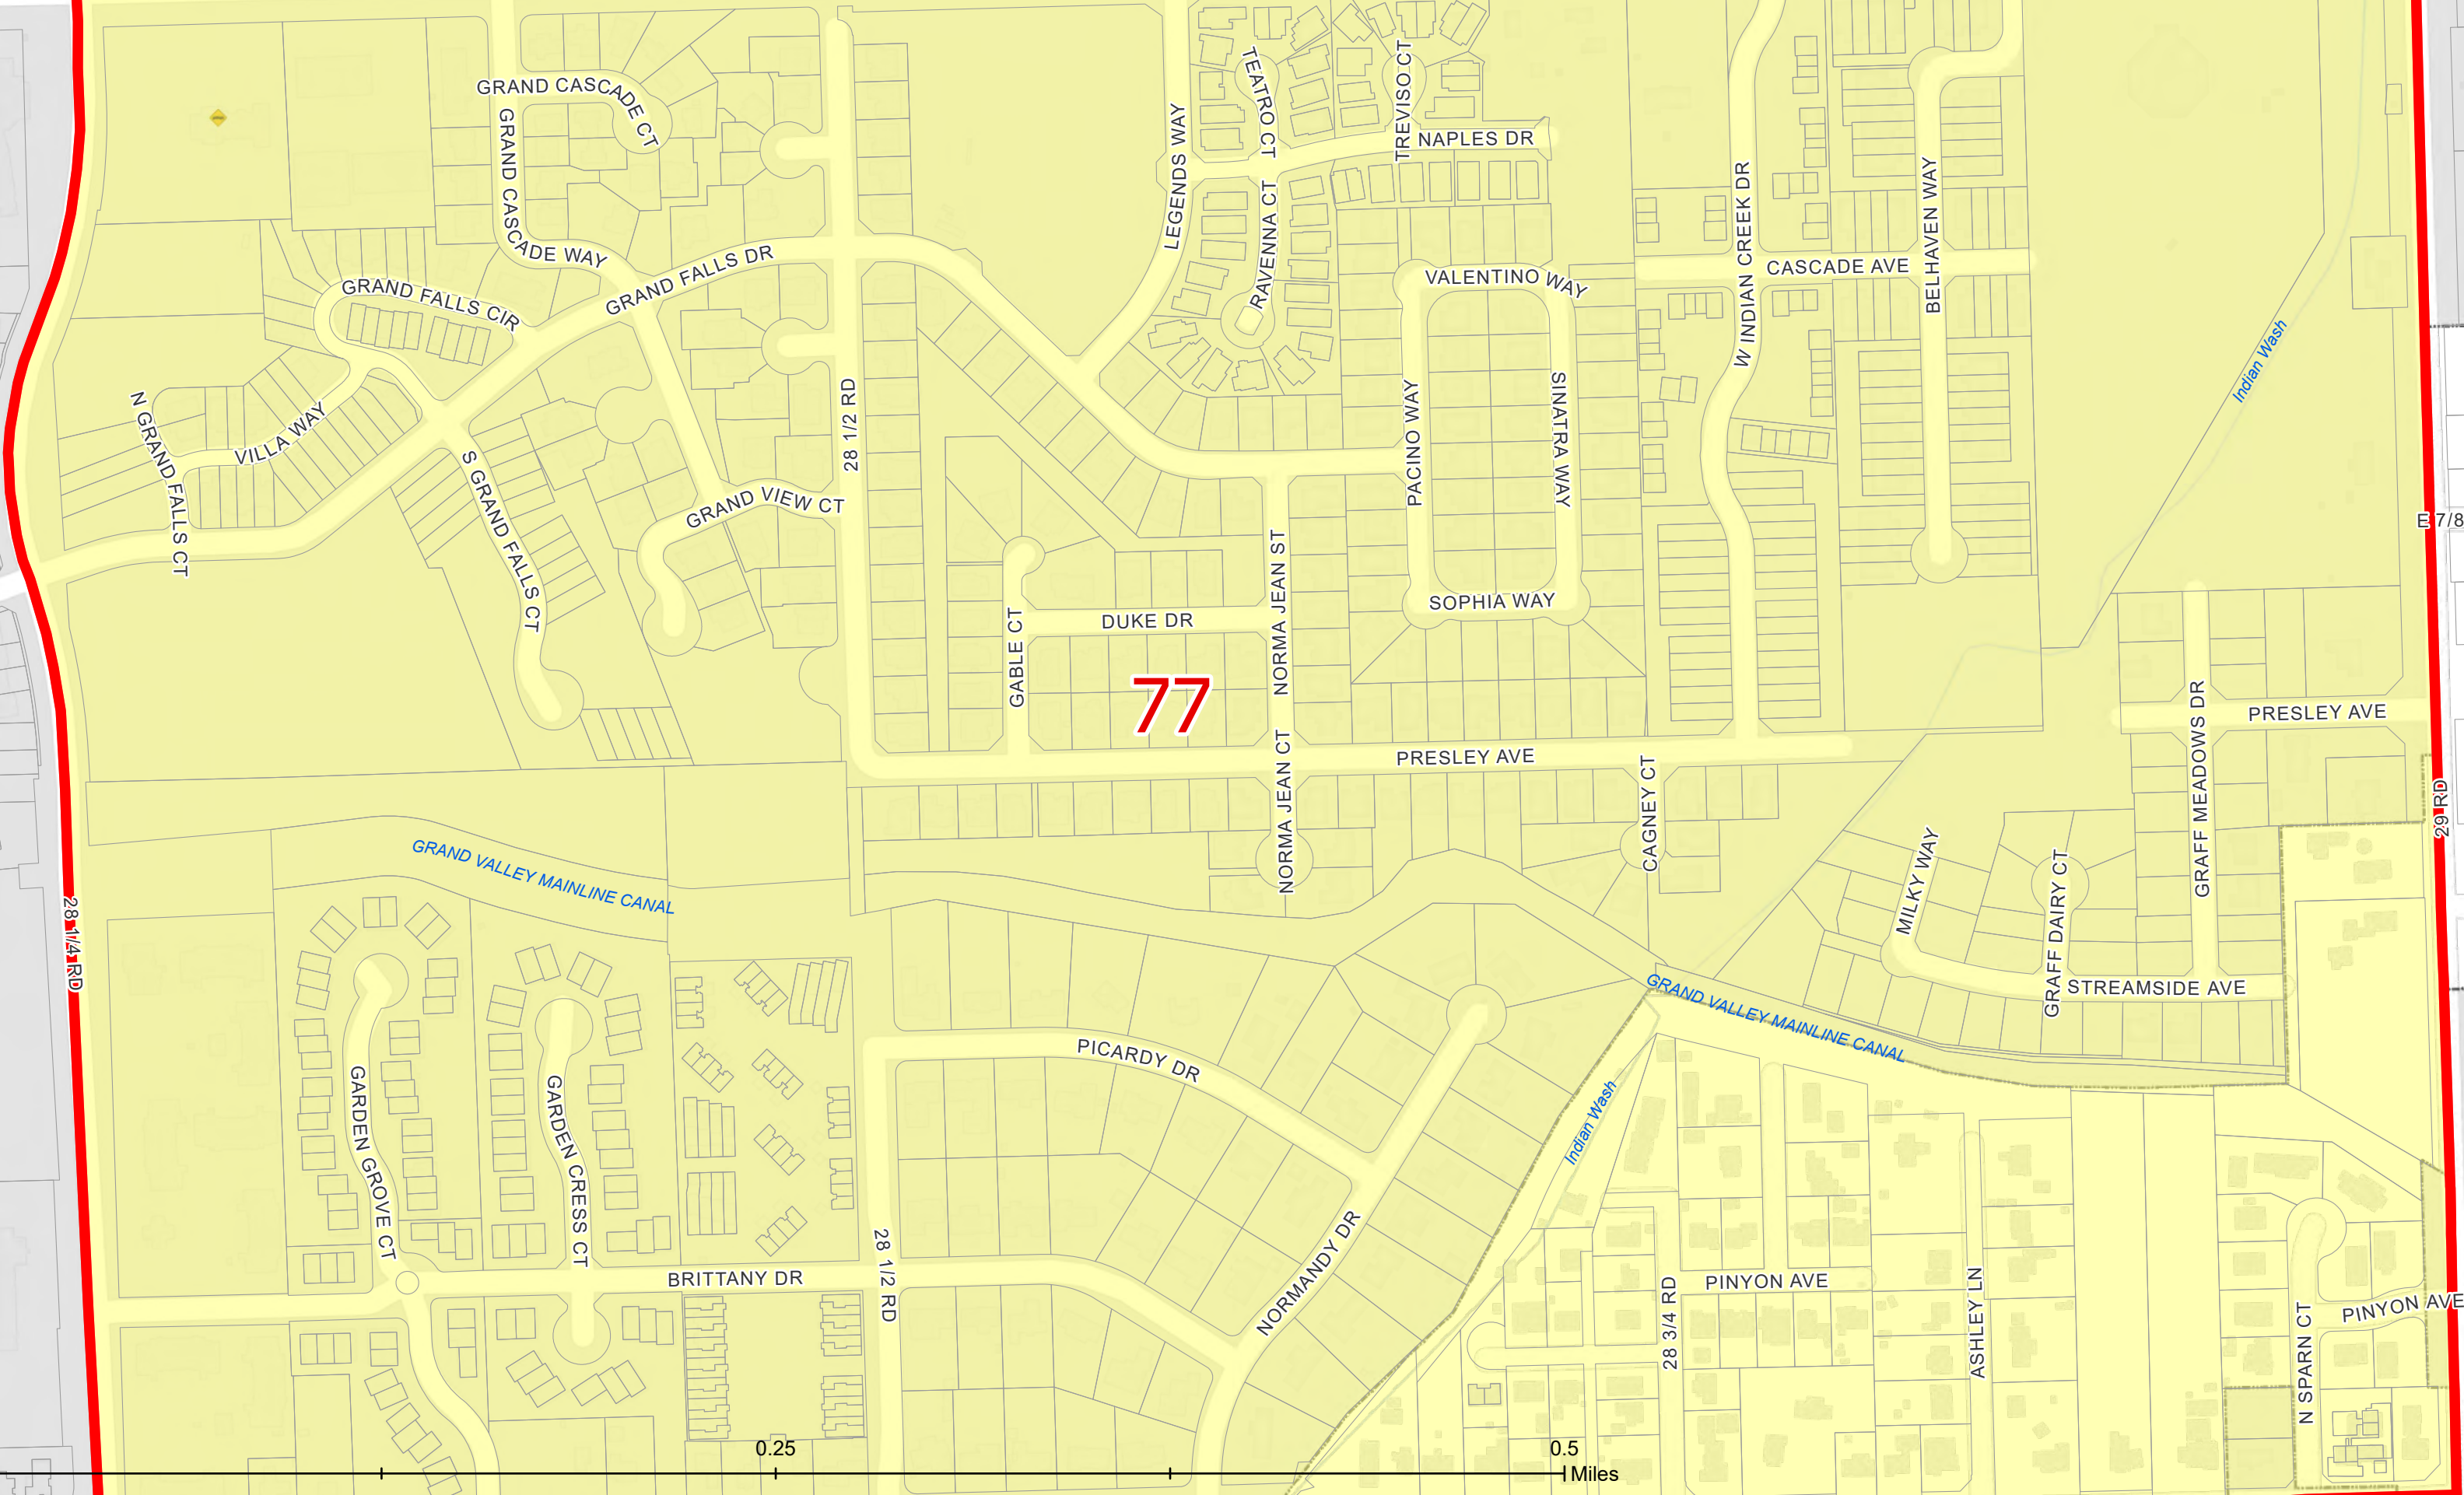 GRAND CASCADE CT
GRAND CASCADE WAY
TEATRO CT
TREVISO CT
NAPLES DR
LEGENDS WAY
RAVENNA CT
W INDIAN CREEK DR
BELHAVEN WAY
CASCADE AVE
VALENTINO WAY
GRAND FALLS DR
GRAND FALLS CIR
Indian Wash
N GRAND FALLS CT
VILLA WAY
S GRAND FALLS CT
28 1/2 RD
PACINO WAY
SINATRA WAY
GRAND VIEW CT
E 7/8
NORMA JEAN ST
SOPHIA WAY
DUKE DR
GABLE CT
77
PRESLEY AVE
GRAFF MEADOWS DR
PRESLEY AVE
NORMA JEAN CT
CAGNEY CT
29 RD
GRAND VALLEY MAINLINE CANAL
MILKY WAY
GRAFF DAIRY CT
28 1/4 RD
STREAMSIDE AVE
GRAND VALLEY MAINLINE CANAL
PICARDY DR
Indian Wash
GARDEN GROVE CT
GARDEN CRESS CT
28 1/2 RD
BRITTANY DR
NORMANDY DR
28 3/4 RD
PINYON AVE
ASHLEY LN
N SPARN CT
PINYON AVE
0.25
0.5
Miles